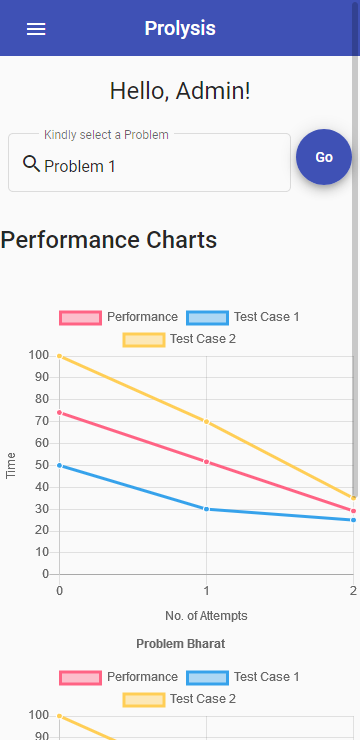 Prolysis
Hello, Admin!
Kindly select a Problem
Problem 1
Go
Performance Charts
Performance Test Case 1
Test Case 2
100
90
80
70
60
50
40
30
20
10
0
Time
0 1 2
No. of Attempts
Problem Bharat
Performance Test Case 1
Test Case 2
100
90